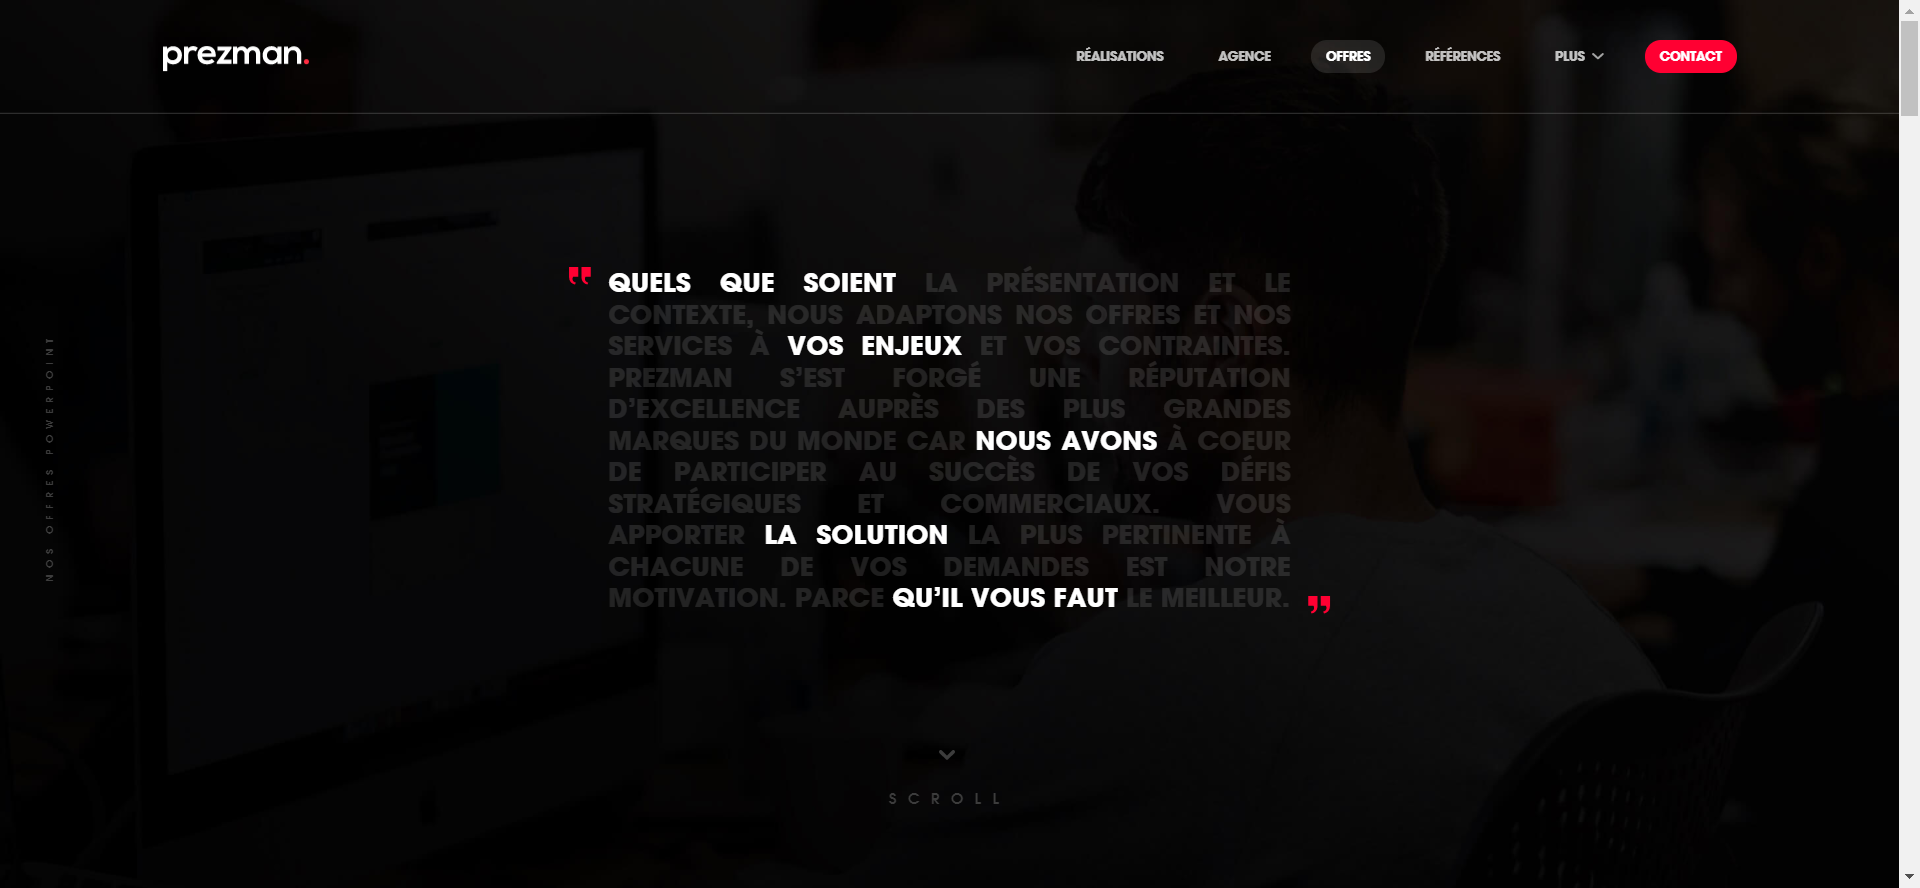 prezman.
RÉALISATIONS AGENCE OFFRES RÉFÉRENCES PLUS CONTACT
NOS OFFRES POWERPOINT
" QUELS QUE SOIENT LA PRÉSENTATION ET LE
CONTEXTE, NOUS ADAPTONS NOS OFFRES ET NOS
SERVICES À VOS ENJEUX ET VOS CONTRAINTES.
PREZMAN S'EST FORGÉ UNE RÉPUTATION
D'EXCELLENCE AUPRÈS DES PLUS GRANDES
MARQUES DU MONDE CAR NOUS AVONS À COEUR
DE PARTICIPER AU SUCCÈS DE VOS DÉFIS
STRATÉGIQUES ET COMMERCIAUX. VOUS
APPORTER LA SOLUTION LA PLUS PERTINENTE À
CHACUNE DE VOS DEMANDES EST NOTRE
MOTIVATION. PARCE QU'IL VOUS FAUT LE MEILLEUR. "
SCROLL